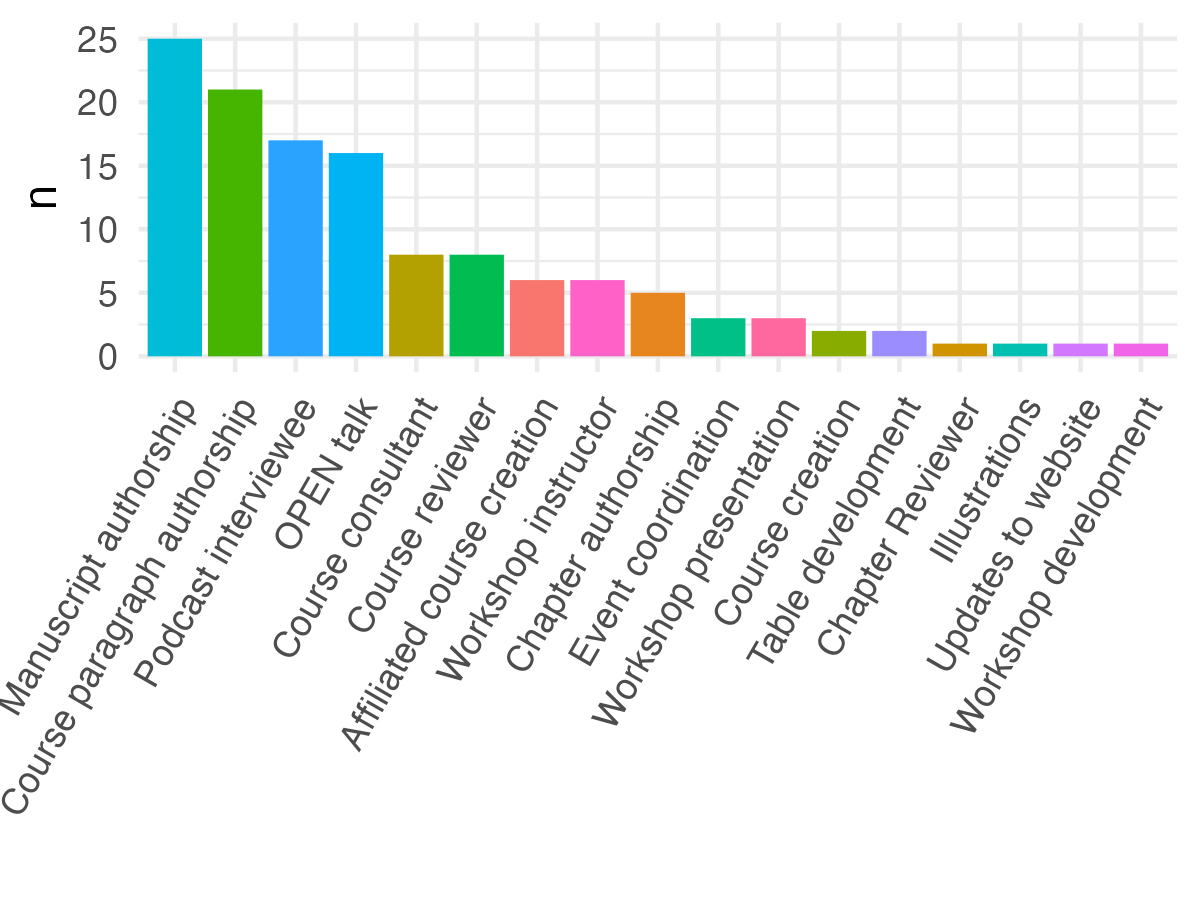 25
20
15
10
5
0
n
Manuscript authorship
Course paragraph authorship
Podcast interviewee
OPEN talk
Course consultant
Course reviewer
Affiliated course creation
Workshop instructor
Chapter authorship
Event coordination
Workshop presentation
Course creation
Table development
Chapter Reviewer
Illustrations
Updates to website
Workshop development